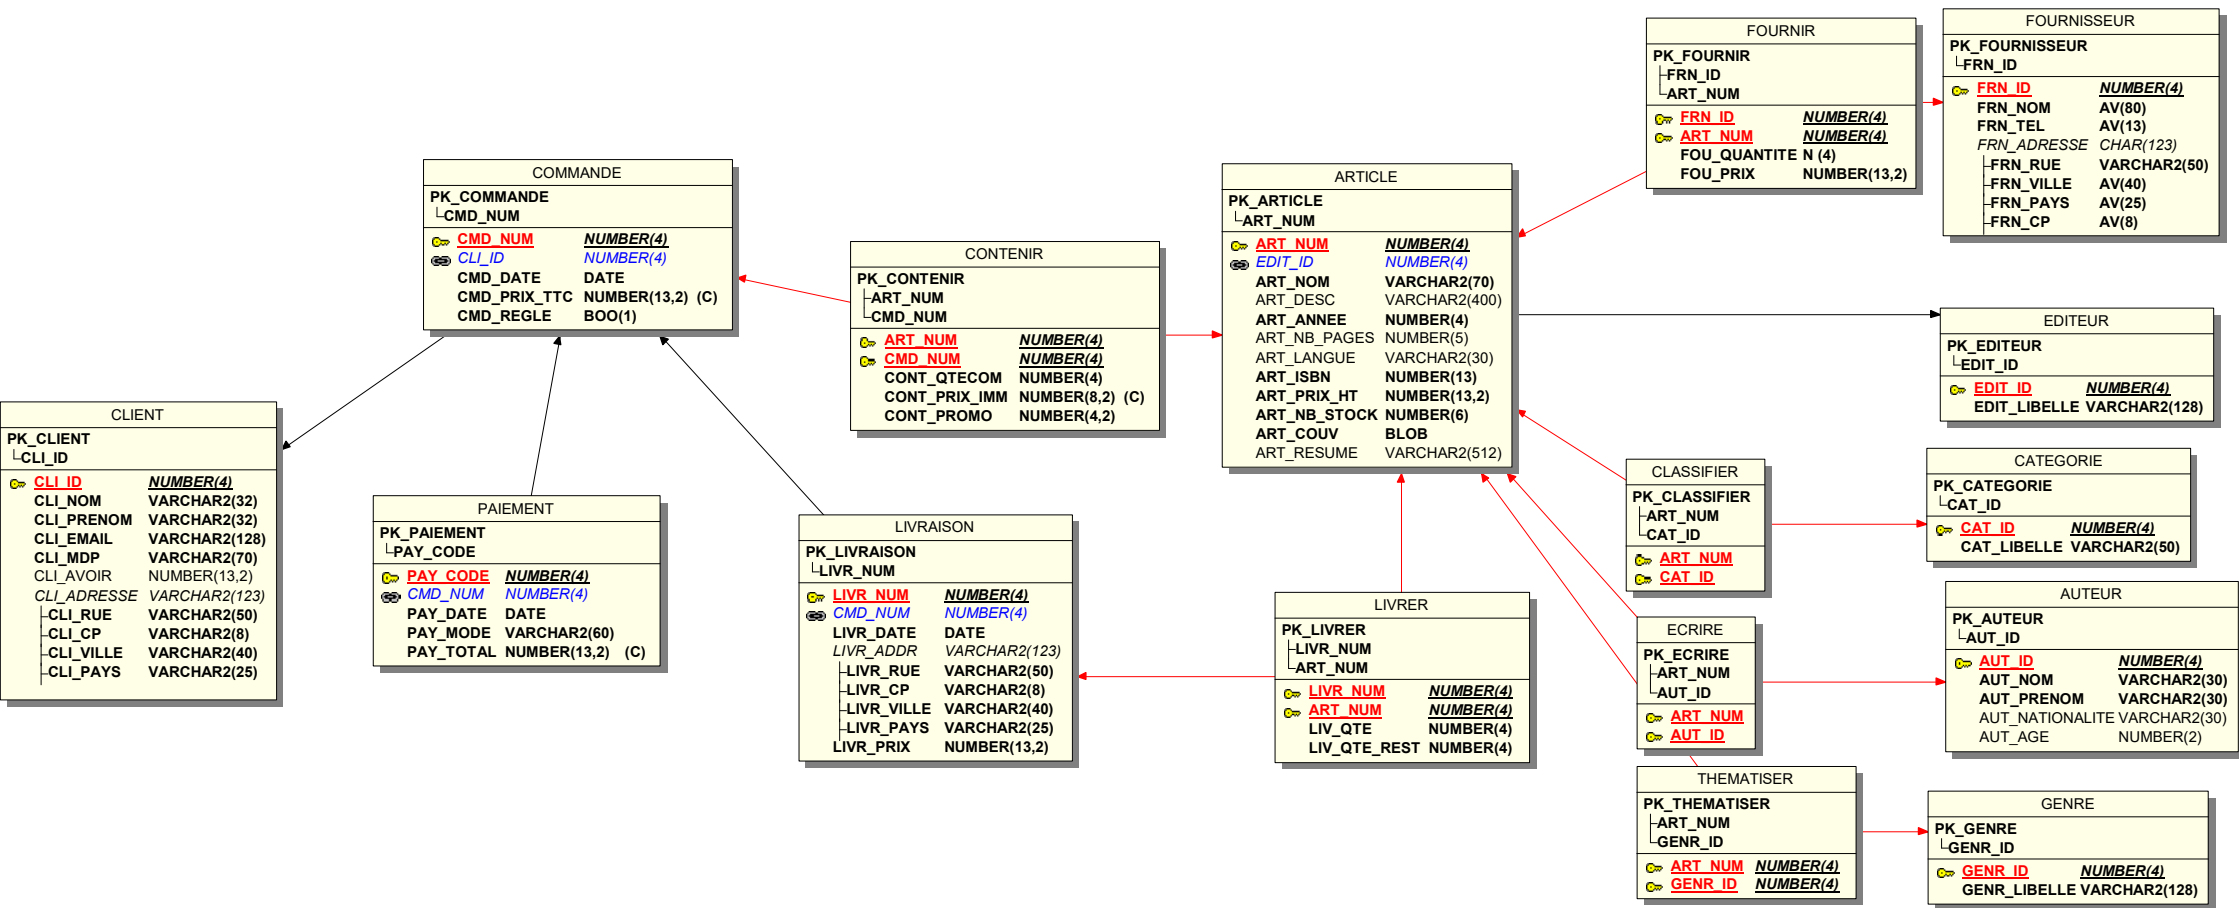 FOURNIR
PK_FOURNIR
FRN_ID
ART_NUM
FRN_ID NUMBER(4)
ART_NUM NUMBER(4)
FOU_QUANTITE N (4)
FOU_PRIX NUMBER(13,2)
FOURNISSEUR
PK_FOURNISSEUR
FRN_ID
FRN_ID NUMBER(4)
FRN_NOM AV(80)
FRN_TEL AV(13)
FRN_ADRESSE CHAR(123)
FRN_RUE VARCHAR2(50)
FRN_VILLE AV(40)
FRN_PAYS AV(25)
FRN_CP AV(8)
COMMANDE
PK_COMMANDE
CMD_NUM
CMD_NUM NUMBER(4)
CLI_ID NUMBER(4)
CMD_DATE DATE
CMD_PRIX_TTC NUMBER(13,2) (C)
CMD_REGLE BOO(1)
CONTENIR
PK_CONTENIR
ART_NUM
CMD_NUM
ART_NUM NUMBER(4)
CMD_NUM NUMBER(4)
CONT_QTECOM NUMBER(4)
CONT_PRIX_IMM NUMBER(8,2) (C)
CONT_PROMO NUMBER(4,2)
ARTICLE
PK_ARTICLE
ART_NUM
ART_NUM NUMBER(4)
EDIT_ID NUMBER(4)
ART_NOM VARCHAR2(70)
ART_DESC VARCHAR2(400)
ART_ANNEE NUMBER(4)
ART_NB_PAGES NUMBER(5)
ART_LANGUE VARCHAR2(30)
ART_ISBN NUMBER(13)
ART_PRIX_HT NUMBER(13,2)
ART_NB_STOCK NUMBER(6)
ART_COUV BLOB
ART_RESUME VARCHAR2(512)
EDITEUR
PK_EDITEUR
EDIT_ID
EDIT_ID NUMBER(4)
EDIT_LIBELLE VARCHAR2(128)
CLIENT
PK_CLIENT
CLI_ID
CLI_ID NUMBER(4)
CLI_NOM VARCHAR2(32)
CLI_PRENOM VARCHAR2(32)
CLI_EMAIL VARCHAR2(128)
CLI_MDP VARCHAR2(70)
CLI_AVOIR NUMBER(13,2)
CLI_ADRESSE VARCHAR2(123)
CLI_RUE VARCHAR2(50)
CLI_CP VARCHAR2(8)
CLI_VILLE VARCHAR2(40)
CLI_PAYS VARCHAR2(25)
PAIEMENT
PK_PAIEMENT
PAY_CODE
PAY_CODE NUMBER(4)
CMD_NUM NUMBER(4)
PAY_DATE DATE
PAY_MODE VARCHAR2(60)
PAY_TOTAL NUMBER(13,2) (C)
LIVRAISON
PK_LIVRAISON
LIVR_NUM
LIVR_NUM NUMBER(4)
CMD_NUM NUMBER(4)
LIVR_DATE DATE
LIVR_ADDR VARCHAR2(123)
LIVR_RUE VARCHAR2(50)
LIVR_CP VARCHAR2(8)
LIVR_VILLE VARCHAR2(40)
LIVR_PAYS VARCHAR2(25)
LIVR_PRIX NUMBER(13,2)
LIVRER
PK_LIVRER
LIVR_NUM
ART_NUM
LIVR_NUM NUMBER(4)
ART_NUM NUMBER(4)
LIV_QTE NUMBER(4)
LIV_QTE_REST NUMBER(4)
CLASSIFIER
PK_CLASSIFIER
ART_NUM
CAT_ID
ART_NUM
CAT_ID
CATEGORIE
PK_CATEGORIE
CAT_ID
CAT_ID NUMBER(4)
CAT_LIBELLE VARCHAR2(50)
ECRIRE
PK_ECRIRE
ART_NUM
AUT_ID
ART_NUM
AUT_ID
AUTEUR
PK_AUTEUR
AUT_ID
AUT_ID NUMBER(4)
AUT_NOM VARCHAR2(30)
AUT_PRENOM VARCHAR2(30)
AUT_NATIONALITE VARCHAR2(30)
AUT_AGE NUMBER(2)
THEMATISER
PK_THEMATISER
ART_NUM
GENR_ID
ART_NUM NUMBER(4)
GENR_ID NUMBER(4)
GENRE
PK_GENRE
GENR_ID
GENR_ID NUMBER(4)
GENR_LIBELLE VARCHAR2(128)